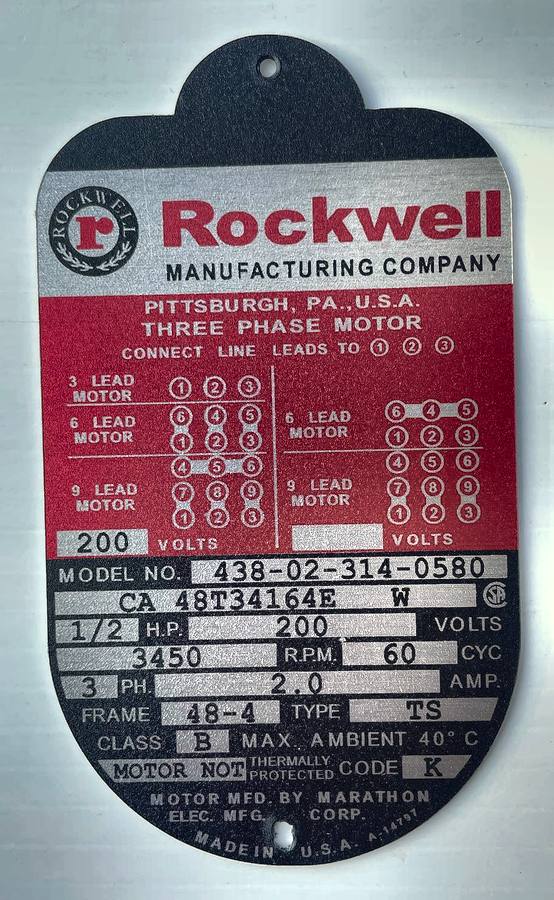 ROCKWELL
r
Rockwell
MANUFACTURING COMPANY
PITTSBURGH, PA., U.S.A.
THREE PHASE MOTOR
CONNECT LINE LEADS TO ① ② ③
3 LEAD
MOTOR
① ② ③
6 LEAD
MOTOR
⑥ ④ ⑤
① ② ③
9 LEAD
MOTOR
④ ⑤ ⑥
⑦ ⑧ ⑨
① ② ③
200 VOLTS
6 LEAD
MOTOR
⑥ ④ ⑤
① ② ③
9 LEAD
MOTOR
④ ⑤ ⑥
⑦ ⑧ ⑨
① ② ③
VOLTS
MODEL NO. 438-02-314-0580
CA 48T34164E W SA
1/2 H.P. 200 VOLTS
3450 R.P.M. 60 CYC
3 PH. 2.0 AMP.
FRAME 48-4 TYPE TS
CLASS B MAX. AMBIENT 40° C
MOTOR NOT THERMALLY PROTECTED CODE K
MOTOR MFD. BY MARATHON
ELEC. MFG. CORP.
MADE IN U.S.A. A-14797